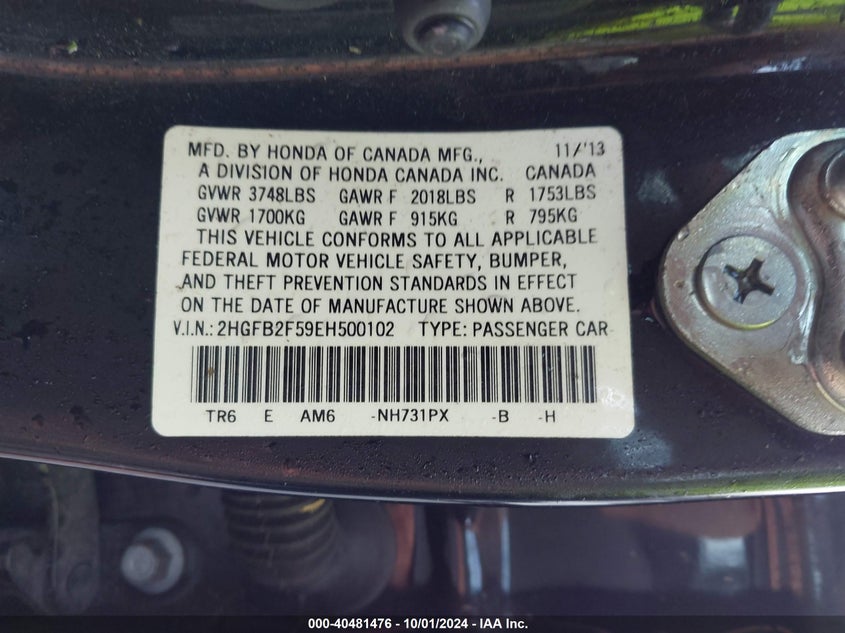 MFD. BY HONDA OF CANADA MFG., 11/'13
A DIVISION OF HONDA CANADA INC. CANADA
GVWR 3748LBS GAWR F 2018LBS R 1753LBS
GVWR 1700KG GAWR F 915KG R 795KG
THIS VEHICLE CONFORMS TO ALL APPLICABLE
FEDERAL MOTOR VEHICLE SAFETY, BUMPER,
AND THEFT PREVENTION STANDARDS IN EFFECT
ON THE DATE OF MANUFACTURE SHOWN ABOVE.
V.I.N.: 2HGFB2F59EH500102 TYPE: PASSENGER CAR
TR6 E AM6 -NH731PX -B -H
000-40481476 - 10/01/2024 - IAA Inc.